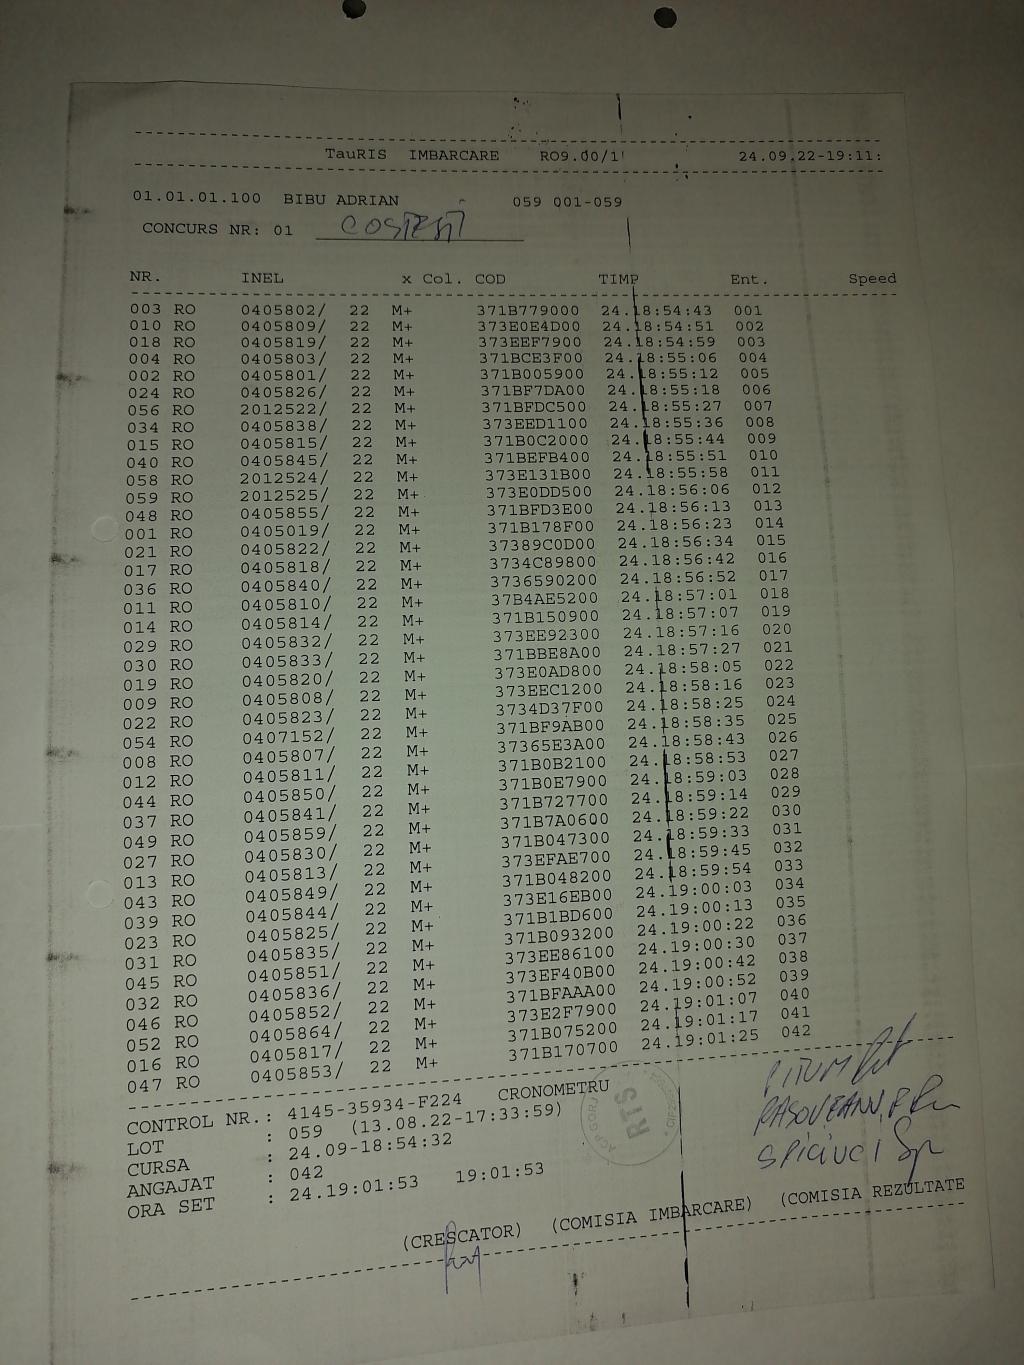 TauRIS IMBARCARE RO9.00/1 24.09.22-19:11:
01.01.01.100 BIBU ADRIAN 059 001-059
CONCURS NR: 01 COSTESTI
NR. INEL x Col. COD TIMP Ent. Speed
003 RO 0405802/ 22 M+ 371B779000 24.18:54:43 001
010 RO 0405809/ 22 M+ 373E0E4D00 24.18:54:51 002
018 RO 0405819/ 22 M+ 373EEF7900 24.18:54:59 003
004 RO 0405803/ 22 M+ 371BCE3F00 24.18:55:06 004
002 RO 0405801/ 22 M+ 371B005900 24.18:55:12 005
024 RO 0405826/ 22 M+ 371BF7DA00 24.18:55:18 006
056 RO 2012522/ 22 M+ 371BFDC500 24.18:55:27 007
034 RO 0405838/ 22 M+ 373EED1100 24.18:55:36 008
015 RO 0405815/ 22 M+ 371B0C2000 24.18:55:44 009
040 RO 0405845/ 22 M+ 371BEFB400 24.18:55:51 010
058 RO 2012524/ 22 M+ 373E131B00 24.18:55:58 011
059 RO 2012525/ 22 M+ 373E0DD500 24.18:56:06 012
048 RO 0405855/ 22 M+ 371BFD3E00 24.18:56:13 013
001 RO 0405019/ 22 M+ 371B178F00 24.18:56:23 014
021 RO 0405822/ 22 M+ 37389C0D00 24.18:56:34 015
017 RO 0405818/ 22 M+ 3734C89800 24.18:56:42 016
036 RO 0405840/ 22 M+ 3736590200 24.18:56:52 017
011 RO 0405810/ 22 M+ 37B4AE5200 24.18:57:01 018
014 RO 0405814/ 22 M+ 371B150900 24.18:57:07 019
029 RO 0405832/ 22 M+ 373EE92300 24.18:57:16 020
030 RO 0405833/ 22 M+ 371BBE8A00 24.18:57:27 021
019 RO 0405820/ 22 M+ 373E0AD800 24.18:58:05 022
009 RO 0405808/ 22 M+ 373EEC1200 24.18:58:16 023
022 RO 0405823/ 22 M+ 3734D37F00 24.18:58:25 024
054 RO 0407152/ 22 M+ 371BF9AB00 24.18:58:35 025
008 RO 0405807/ 22 M+ 37365E3A00 24.18:58:43 026
012 RO 0405811/ 22 M+ 371B0B2100 24.18:58:53 027
044 RO 0405850/ 22 M+ 371B0E7900 24.18:59:03 028
037 RO 0405841/ 22 M+ 371B727700 24.18:59:14 029
049 RO 0405859/ 22 M+ 371B7A0600 24.18:59:22 030
027 RO 0405830/ 22 M+ 371B047300 24.18:59:33 031
013 RO 0405813/ 22 M+ 373EFAE700 24.18:59:45 032
043 RO 0405849/ 22 M+ 371B048200 24.18:59:54 033
039 RO 0405844/ 22 M+ 373E16EB00 24.19:00:03 034
023 RO 0405825/ 22 M+ 371B1BD600 24.19:00:13 035
031 RO 0405835/ 22 M+ 371B093200 24.19:00:22 036
045 RO 0405851/ 22 M+ 373EE86100 24.19:00:30 037
032 RO 0405836/ 22 M+ 373EF40B00 24.19:00:42 038
046 RO 0405852/ 22 M+ 371BFAAA00 24.19:00:52 039
052 RO 0405864/ 22 M+ 373E2F7900 24.19:01:07 040
016 RO 0405817/ 22 M+ 371B075200 24.19:01:17 041
047 RO 0405853/ 22 M+ 371B170700 24.19:01:25 042
CONTROL NR.: 4145-35934-F224 CRONOMETRU
LOT : 059 (13.08.22-17:33:59)
CURSA : 24.09-18:54:32
ANGAJAT : 042
ORA SET : 24.19:01:53 19:01:53
RTS
(CRESCATOR) (COMISIA IMBARCARE) (COMISIA REZULTATE